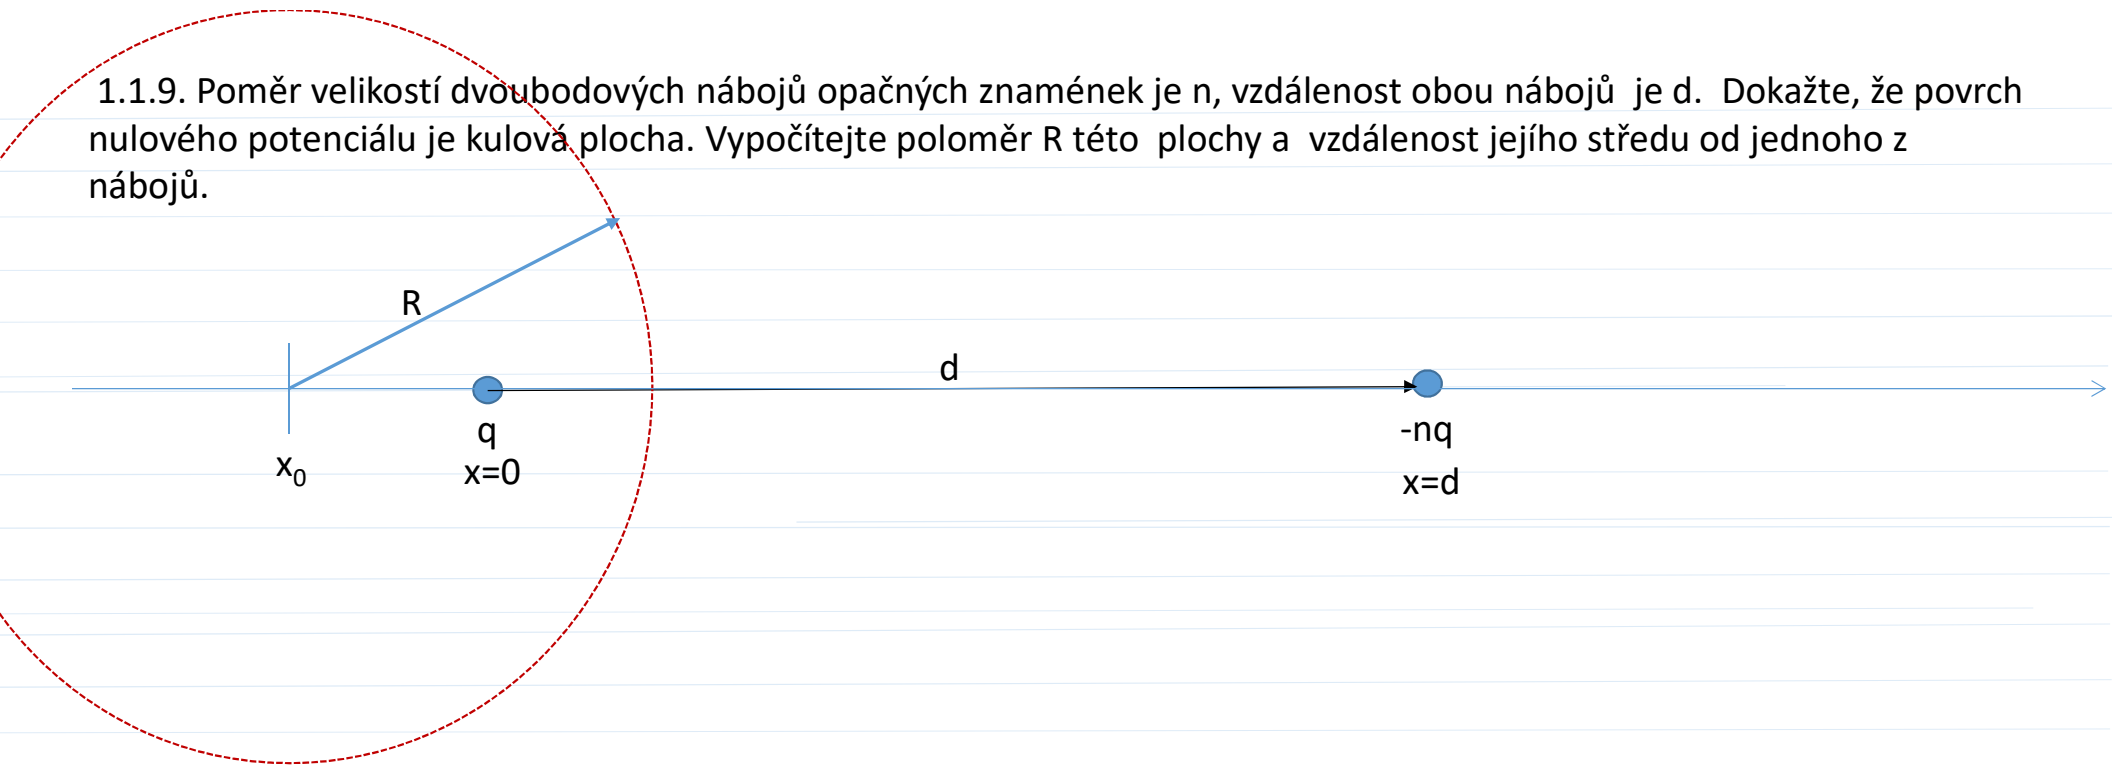 1.1.9. Poměr velikostí dvoubodových nábojů opačných znamének je n, vzdálenost obou nábojů je d. Dokažte, že povrch
nulového potenciálu je kulová plocha. Vypočítejte poloměr R této plochy a vzdálenost jejího středu od jednoho z
nábojů.
R
d
q
-nq
x₀
x=0
x=d